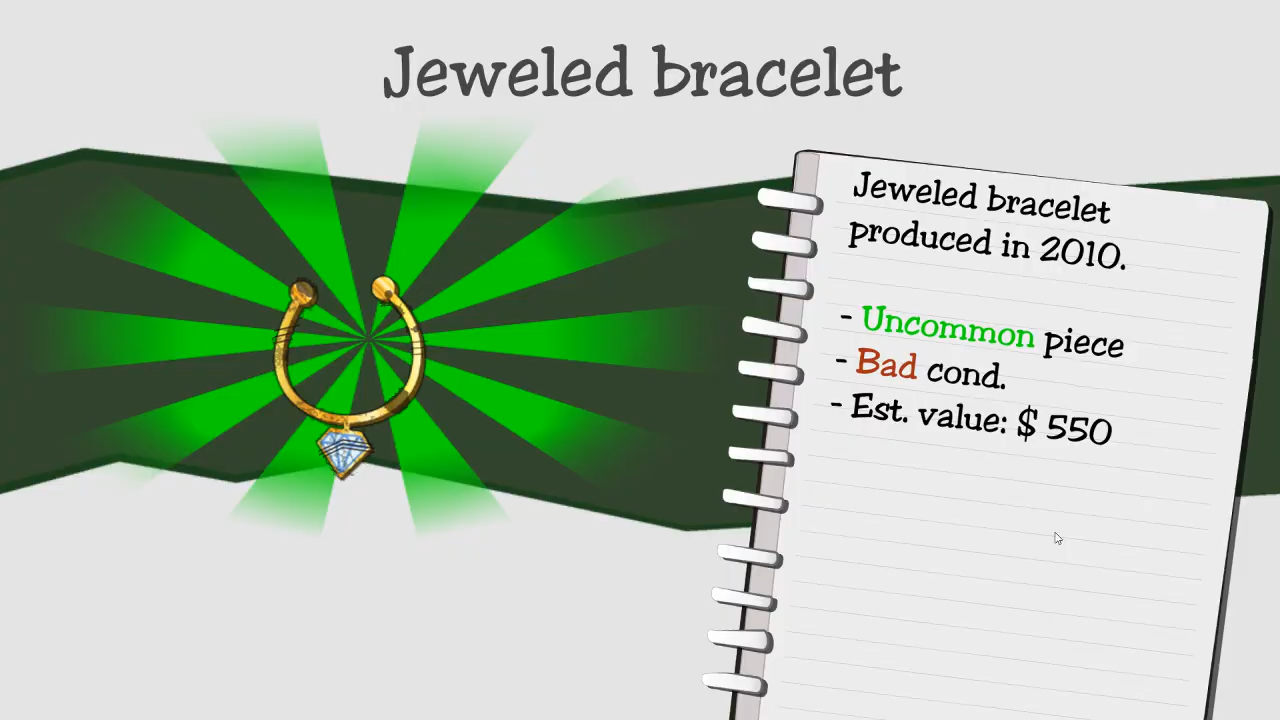 Jeweled bracelet
Jeweled bracelet
produced in 2010.
- Uncommon piece
- Bad cond.
- Est. value: $ 550